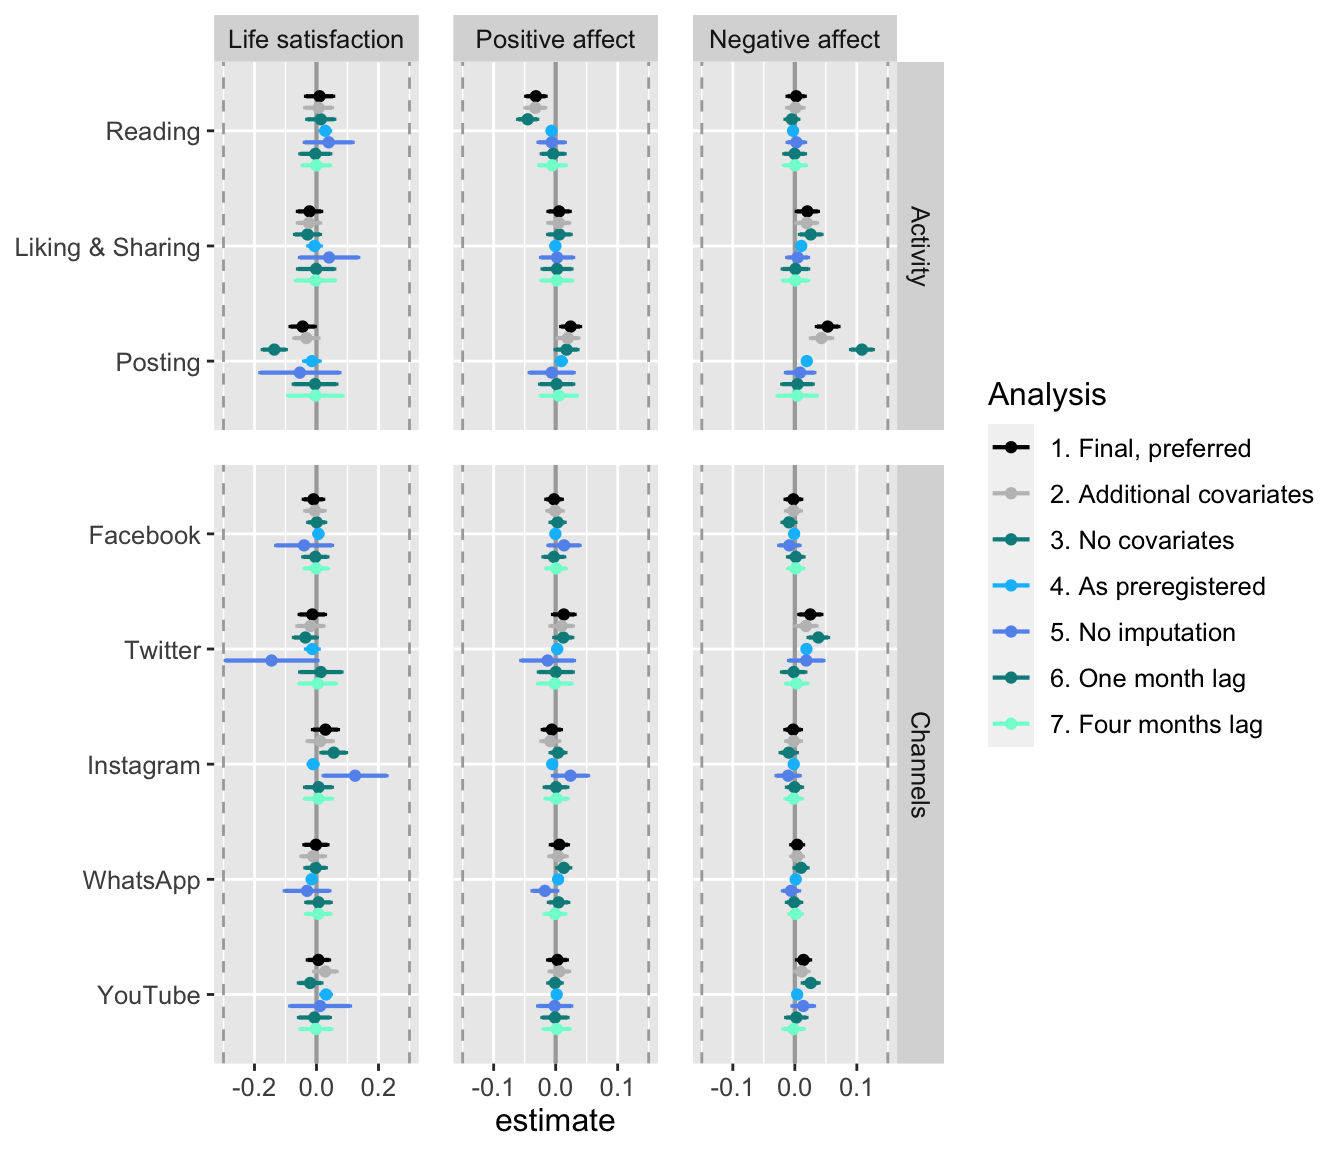 Life satisfaction
Positive affect
Negative affect
Reading
Liking & Sharing
Posting
Activity
Facebook
Twitter
Instagram
WhatsApp
YouTube
Channels
-0.2 0.0 0.2
-0.1 0.0 0.1
-0.1 0.0 0.1
estimate
Analysis
1. Final, preferred
2. Additional covariates
3. No covariates
4. As preregistered
5. No imputation
6. One month lag
7. Four months lag